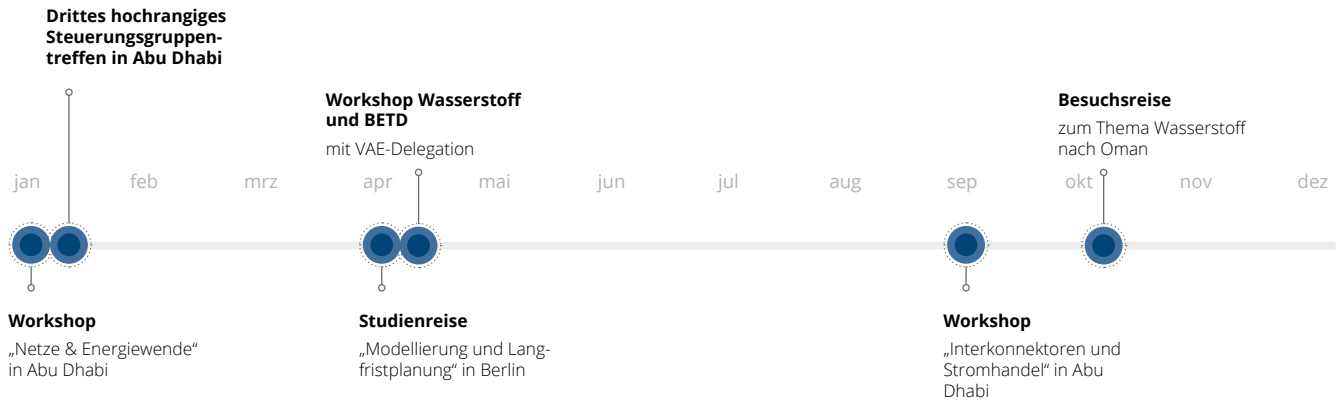 Drittes hochrangiges
Steuerungsgruppen-
treffen in Abu Dhabi
Workshop Wasserstoff
und BETD
mit VAE-Delegation
Besuchsreise
zum Thema Wasserstoff
nach Oman
jan feb mrz apr mai jun jul aug sep okt nov dez
Workshop
„Netze & Energiewende“
in Abu Dhabi
Studienreise
„Modellierung und Lang-
fristplanung“ in Berlin
Workshop
„Interkonnektoren und
Stromhandel“ in Abu
Dhabi